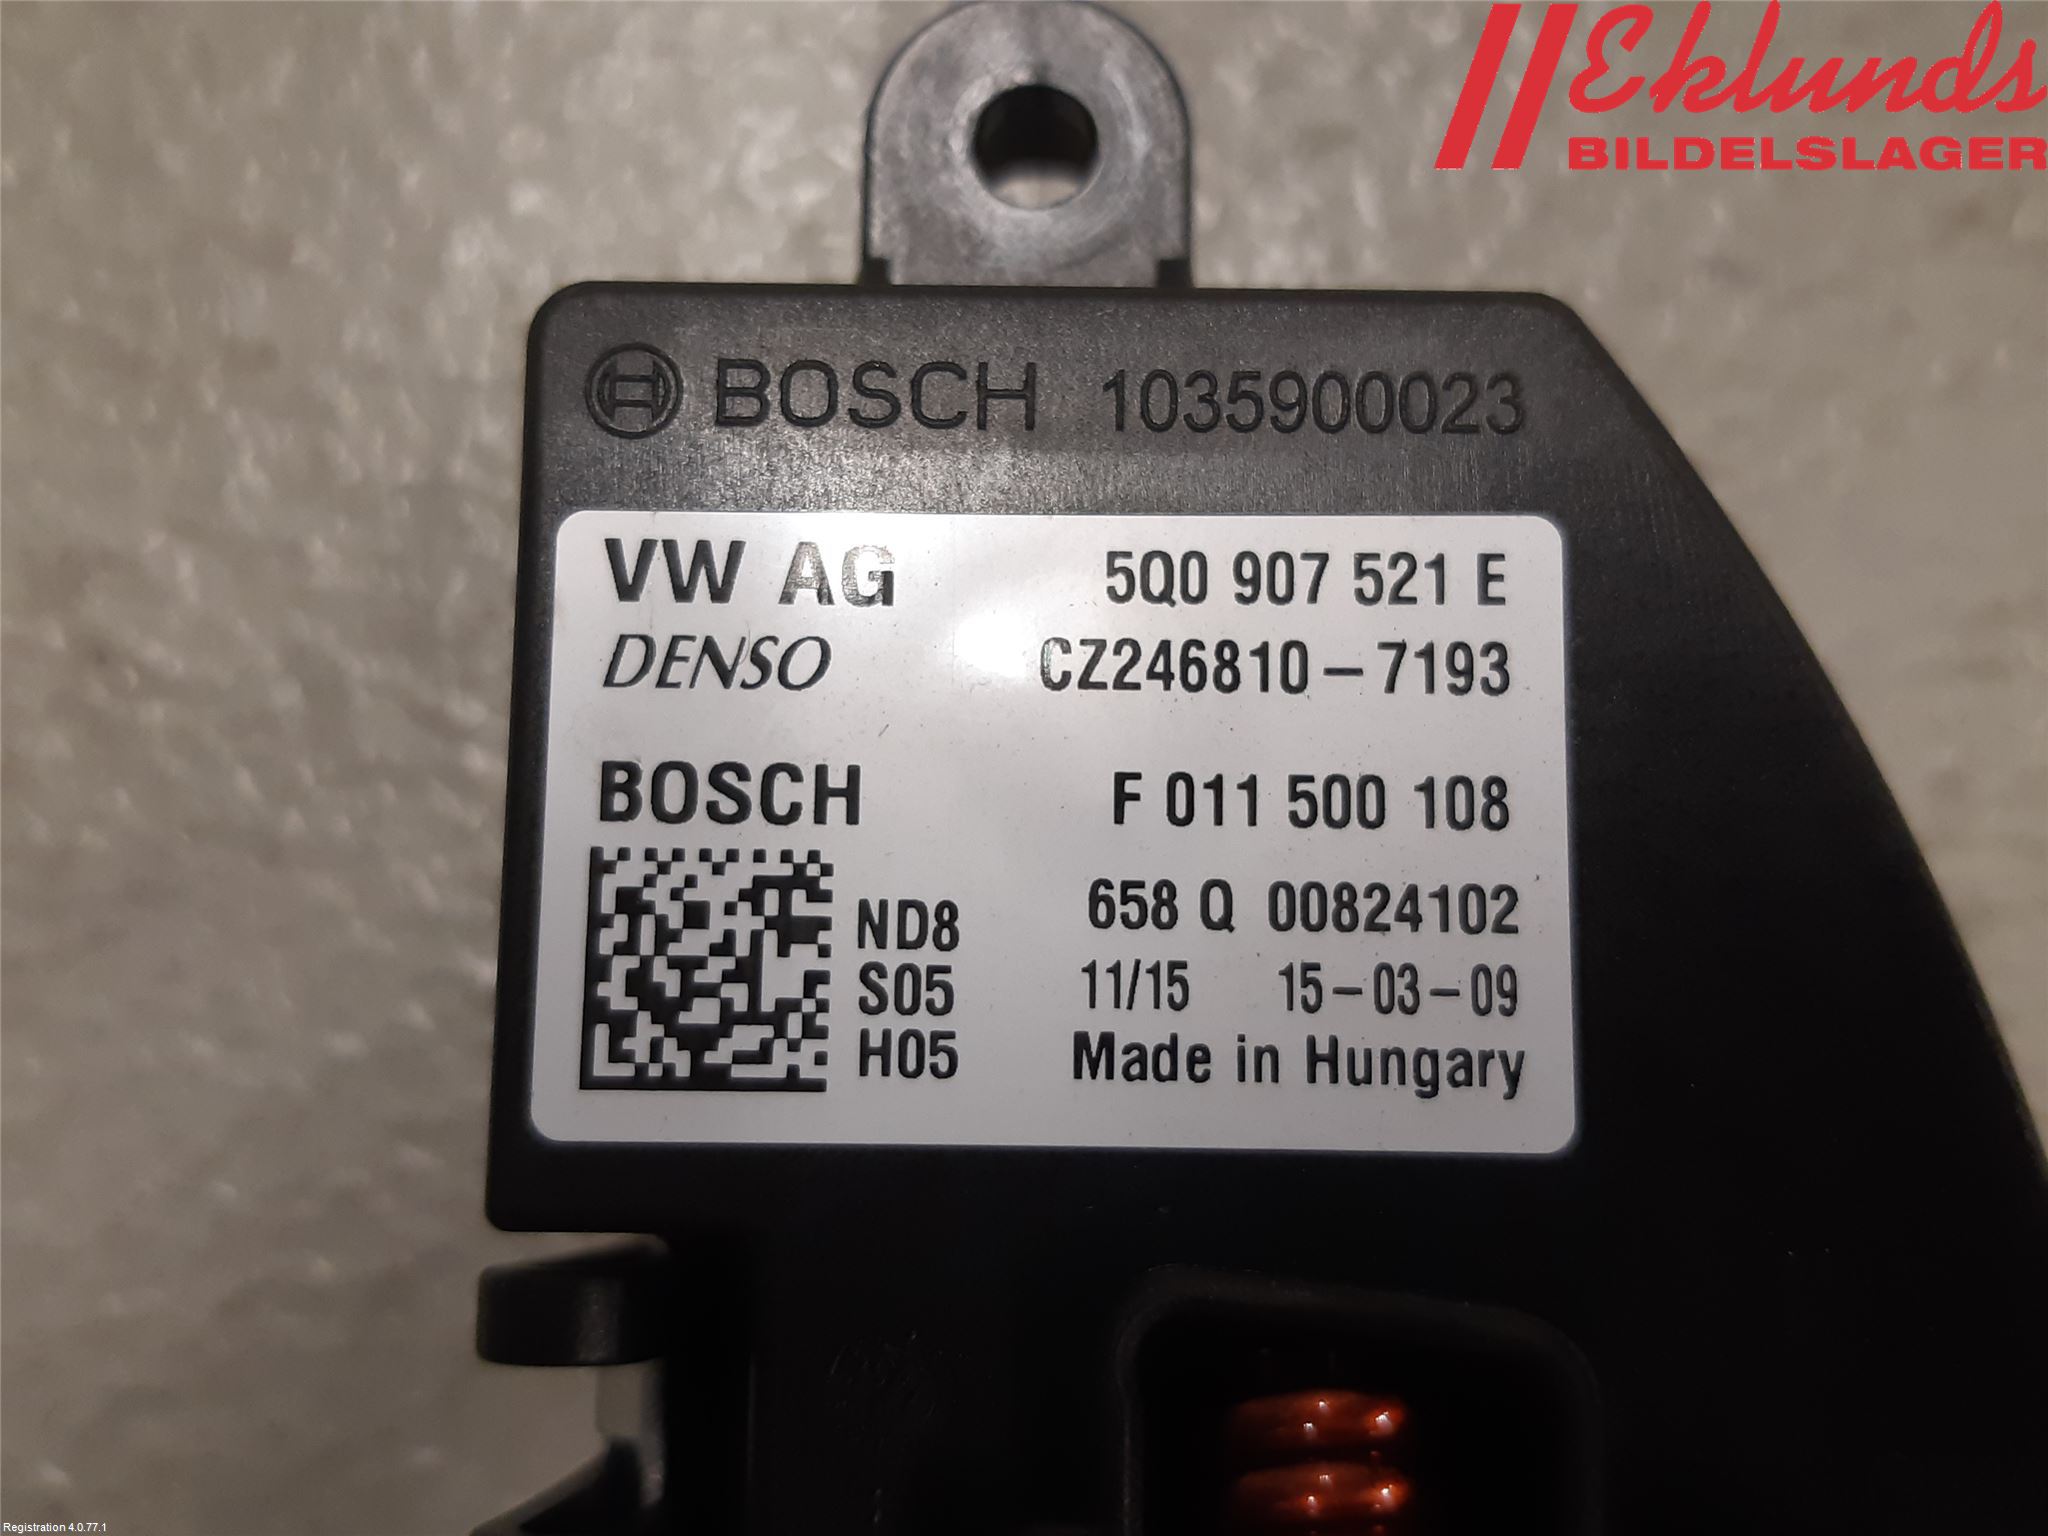 Eklunds
BILDELSLAGER
BOSCH 1035900023
VW AG 5Q0 907 521 E
DENSO CZ246810-7193
BOSCH F 011 500 108
ND8 658 Q 00824102
S05 11/15 15-03-09
H05 Made in Hungary
Registration 4.0.77.1